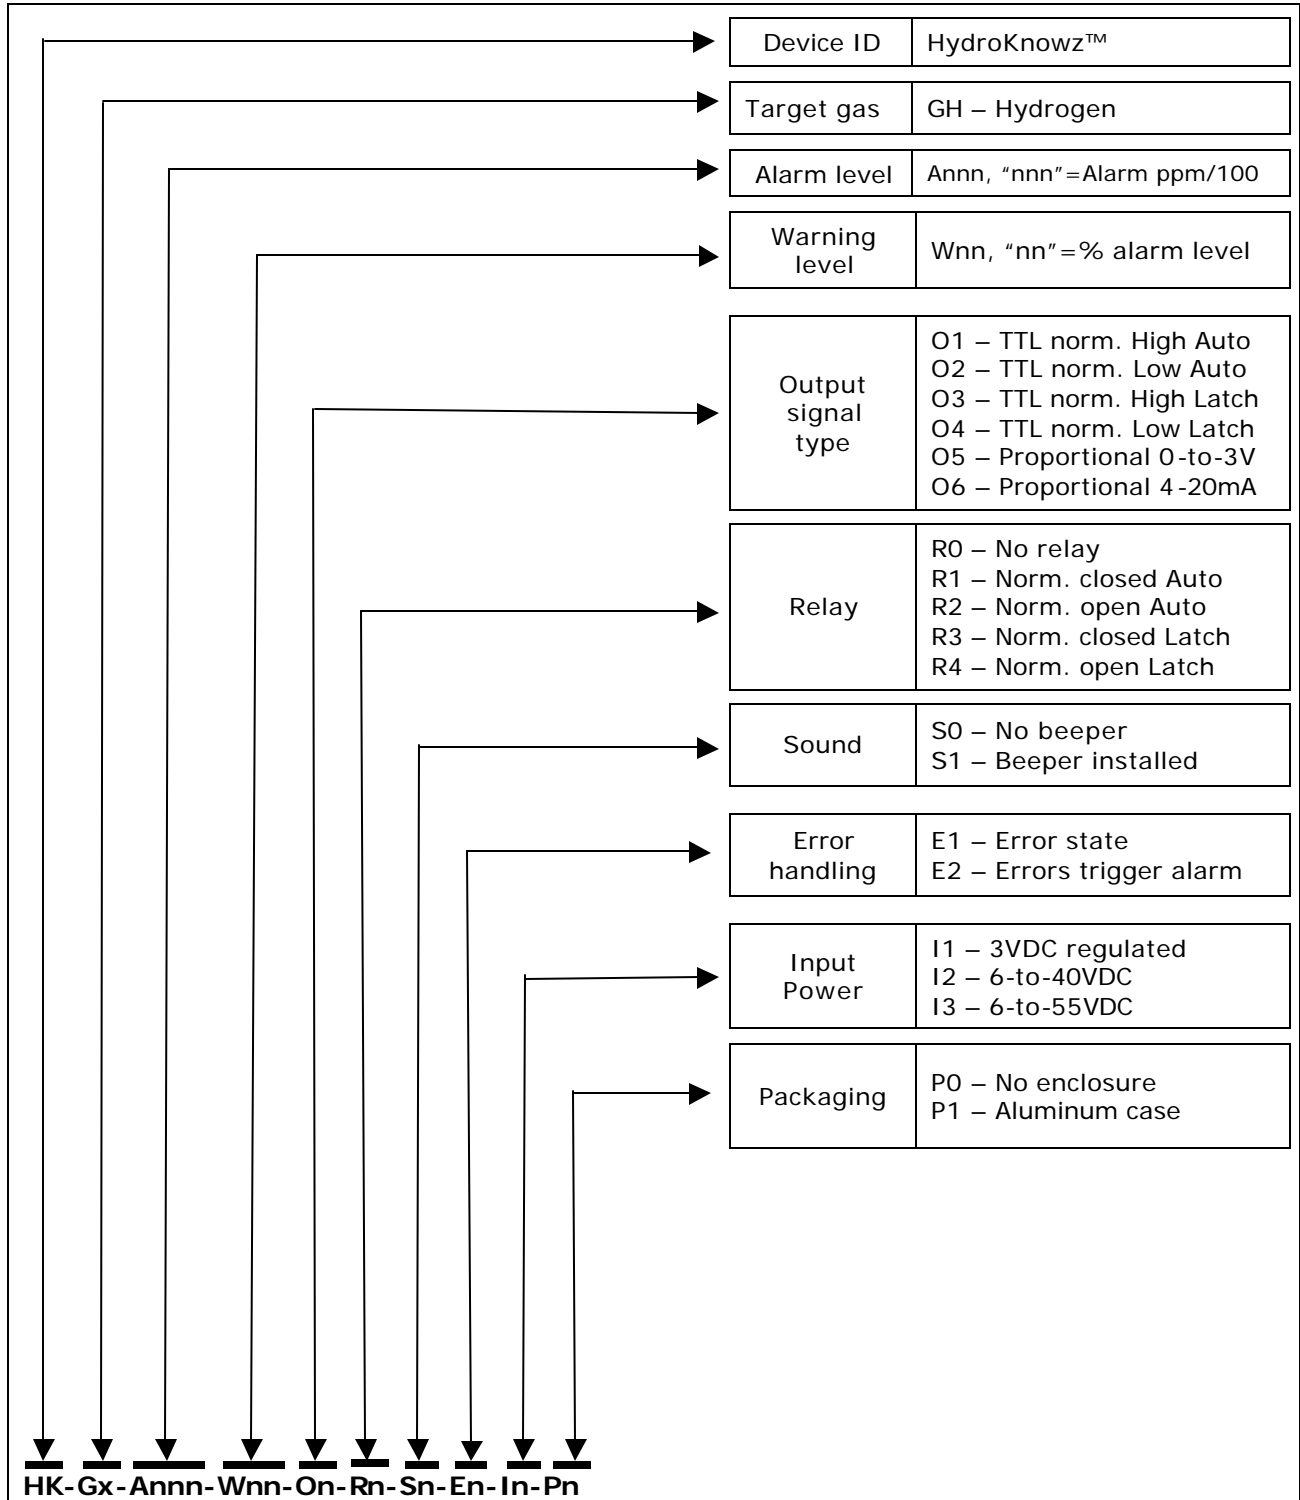 Device ID HydroKnowz™
Target gas GH – Hydrogen
Alarm level Annn, "nnn"=Alarm ppm/100
Warning
level
Wnn, "nn"=% alarm level
Output
signal
type
O1 – TTL norm. High Auto
O2 – TTL norm. Low Auto
O3 – TTL norm. High Latch
O4 – TTL norm. Low Latch
O5 – Proportional 0-to-3V
O6 – Proportional 4-20mA
Relay
R0 – No relay
R1 – Norm. closed Auto
R2 – Norm. open Auto
R3 – Norm. closed Latch
R4 – Norm. open Latch
Sound
S0 – No beeper
S1 – Beeper installed
Error
handling
E1 – Error state
E2 – Errors trigger alarm
Input
Power
I1 – 3VDC regulated
I2 – 6-to-40VDC
I3 – 6-to-55VDC
Packaging
P0 – No enclosure
P1 – Aluminum case
HK-Gx-Annn-Wnn-On-Rn-Sn-En-In-Pn